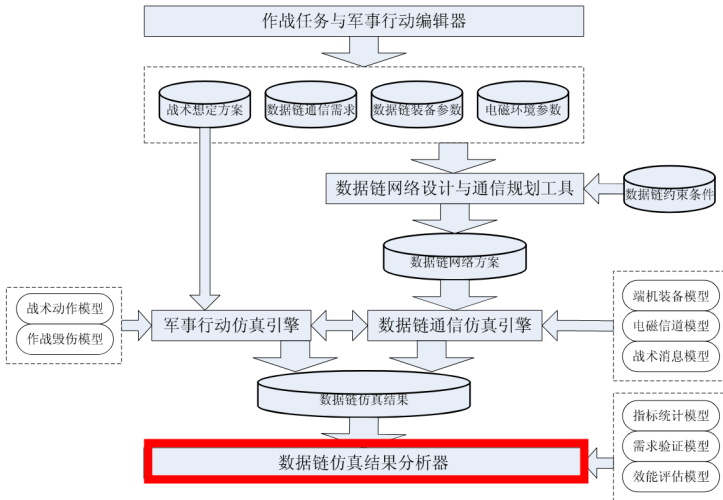 作战任务与军事行动编辑器
战术想定方案
数据链通信需求
数据链装备参数
电磁环境参数
数据链网络设计与通信规划工具
数据链约束条件
数据链网络方案
战术动作模型
作战毁伤模型
军事行动仿真引擎
数据链通信仿真引擎
端机装备模型
电磁信道模型
战术消息模型
数据链仿真结果
指标统计模型
需求验证模型
效能评估模型
数据链仿真结果分析器